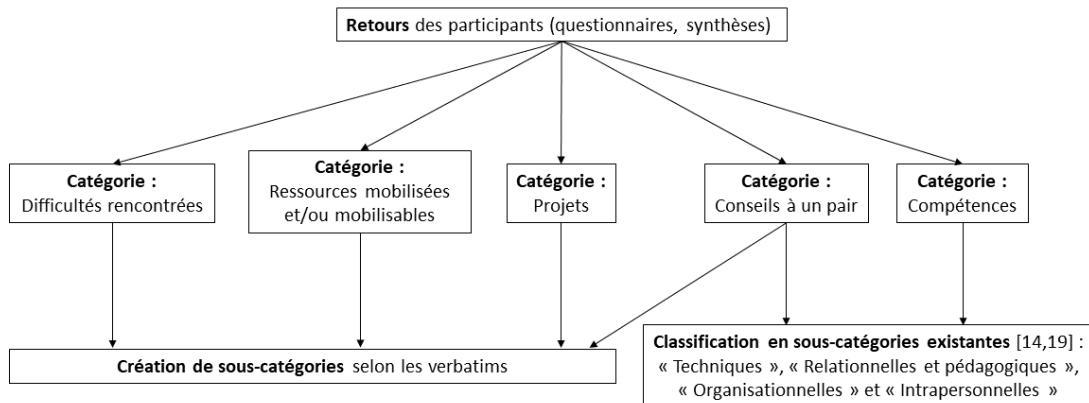 Retours des participants (questionnaires, synthèses)
Catégorie :
Difficultés rencontrées
Catégorie :
Ressources mobilisées
et/ou mobilisables
Catégorie :
Projets
Catégorie :
Conseils à un pair
Catégorie :
Compétences
Création de sous-catégories selon les verbatims
Classification en sous-catégories existantes [14,19] :
« Techniques », « Relationnelles et pédagogiques »,
« Organisationnelles » et « Intrapersonnelles »